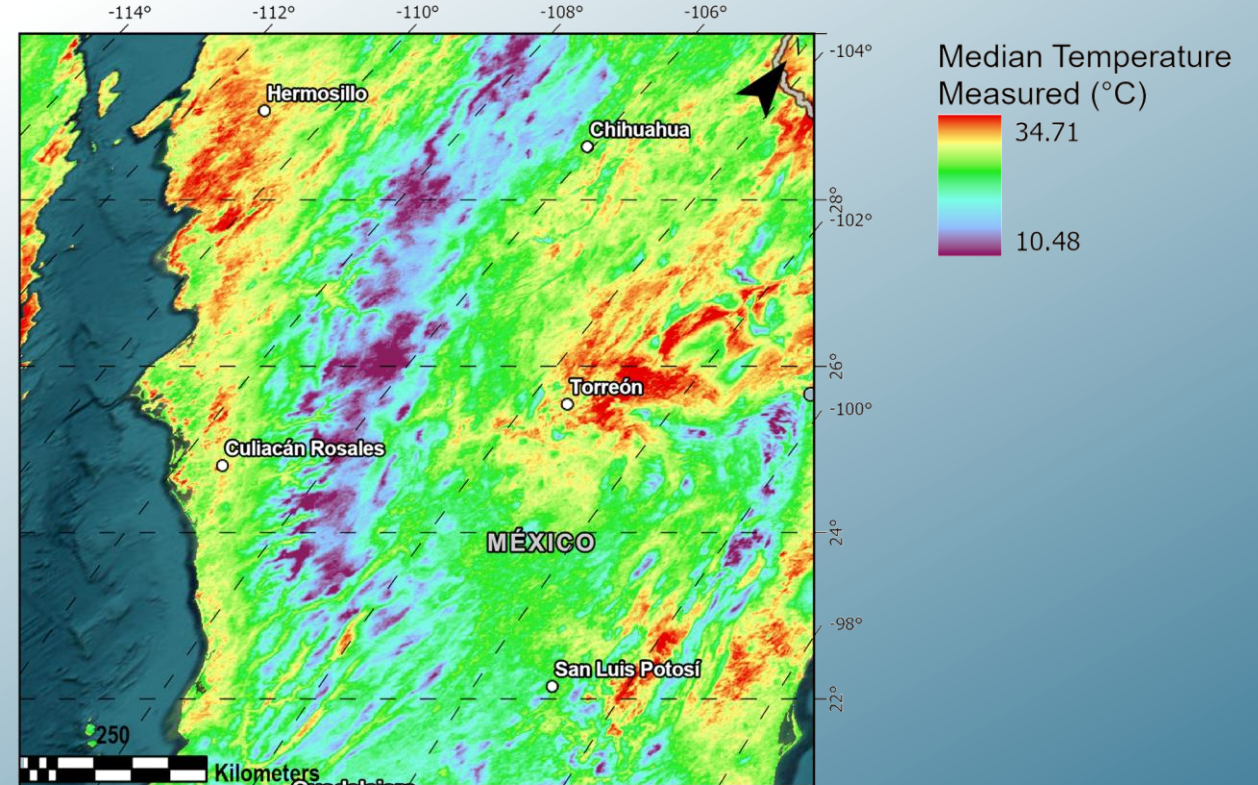 -114°
-112°
-110°
-108°
-106°
-104°
N
Hermosillo
Chihuahua
28°
-102°
26°
Torreón
-100°
Culiacán Rosales
24°
MÉXICO
-98°
San Luis Potosí
22°
250
Kilometers
Guadalajara
Median Temperature
Measured (°C)
34.71
10.48